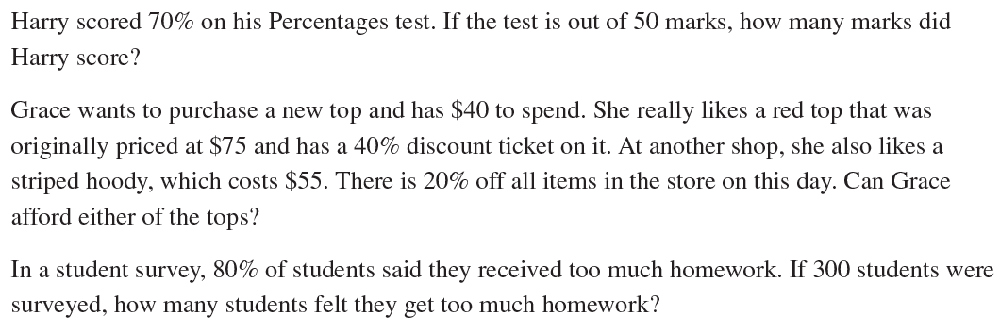 Harry scored 70% on his Percentages test. If the test is out of 50 marks, how many marks did
Harry score?
Grace wants to purchase a new top and has $40 to spend. She really likes a red top that was
originally priced at $75 and has a 40% discount ticket on it. At another shop, she also likes a
striped hoody, which costs $55. There is 20% off all items in the store on this day. Can Grace
afford either of the tops?
In a student survey, 80% of students said they received too much homework. If 300 students were
surveyed, how many students felt they get too much homework?